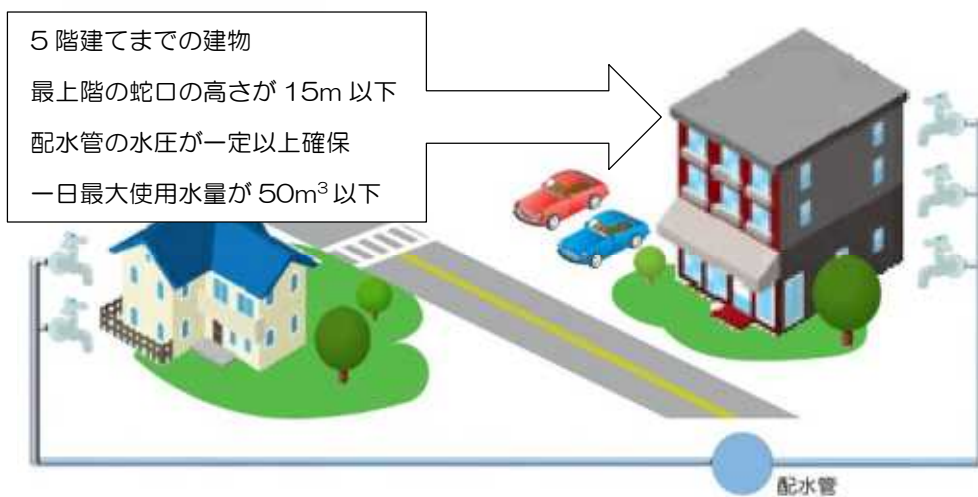 5階建てまでの建物
最上階の蛇口の高さが 15m 以下
配水管の水圧が一定以上確保
一日最大使用水量が 50m³ 以下
配水管